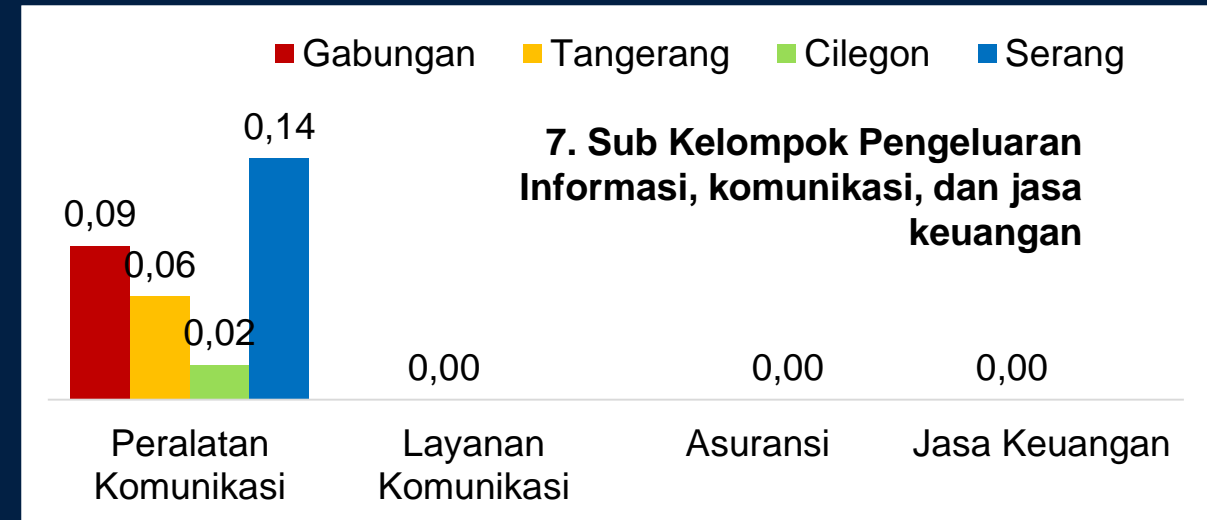 Gabungan Tangerang Cilegon Serang
7. Sub Kelompok Pengeluaran
Informasi, komunikasi, dan jasa
keuangan
0,09
0,06
0,02
0,14
0,00
0,00
0,00
Peralatan
Komunikasi
Layanan
Komunikasi
Asuransi
Jasa Keuangan